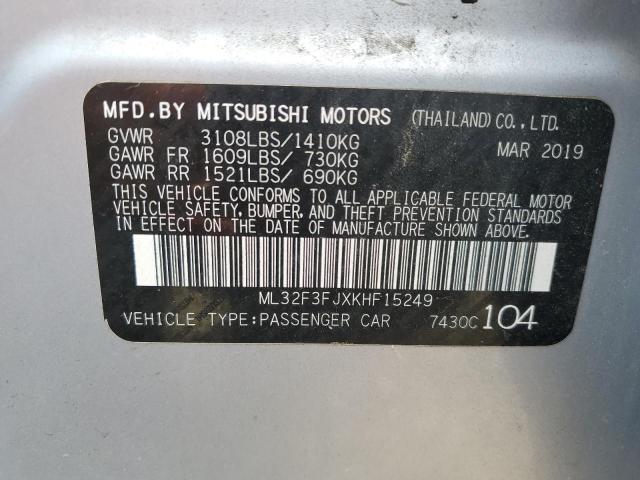 MFD.BY MITSUBISHI MOTORS (THAILAND)CO.,LTD.
GVWR 3108LBS/1410KG MAR 2019
GAWR FR 1609LBS/ 730KG
GAWR RR 1521LBS/ 690KG
THIS VEHICLE CONFORMS TO ALL APPLICABLE FEDERAL MOTOR
VEHICLE SAFETY, BUMPER, AND THEFT PREVENTION STANDARDS
IN EFFECT ON THE DATE OF MANUFACTURE SHOWN ABOVE.
ML32F3FJXKHF15249
VEHICLE TYPE:PASSENGER CAR 7430C 104